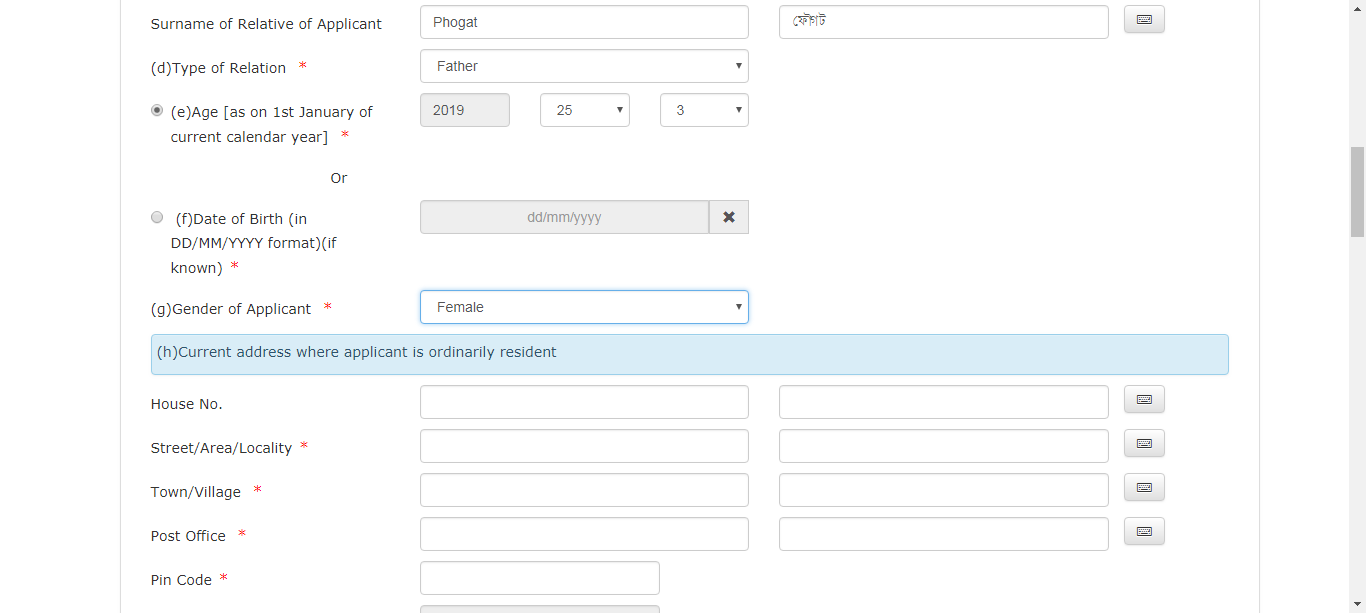 Surname of Relative of Applicant Phogat ফৌগট
(d)Type of Relation * Father
(e)Age [as on 1st January of 2019 25 3
current calendar year] *
Or
(f)Date of Birth (in dd/mm/yyyy
DD/MM/YYYY format)(if
known) *
(g)Gender of Applicant * Female
(h)Current address where applicant is ordinarily resident
House No.
Street/Area/Locality *
Town/Village *
Post Office *
Pin Code *